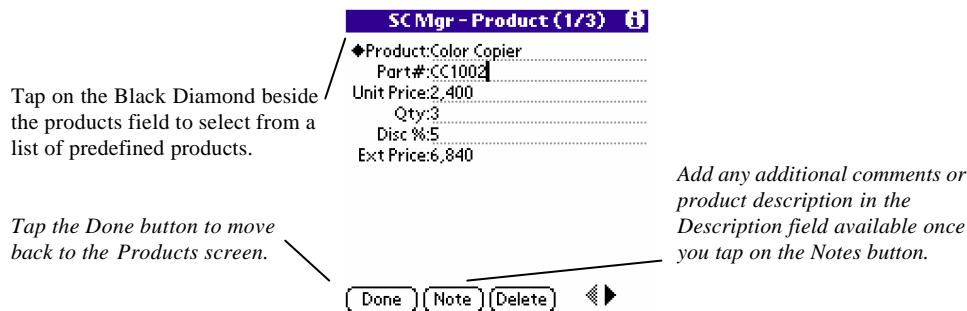 SC Mgr - Product (1/3)
◆Product:Color Copier
Part#:CC1002
Unit Price:2,400
Qty:3
Disc %:5
Ext Price:6,840
Tap on the Black Diamond beside
the products field to select from a
list of predefined products.
Add any additional comments or
product description in the
Description field available once
you tap on the Notes button.
Tap the Done button to move
back to the Products screen.
Done Note Delete